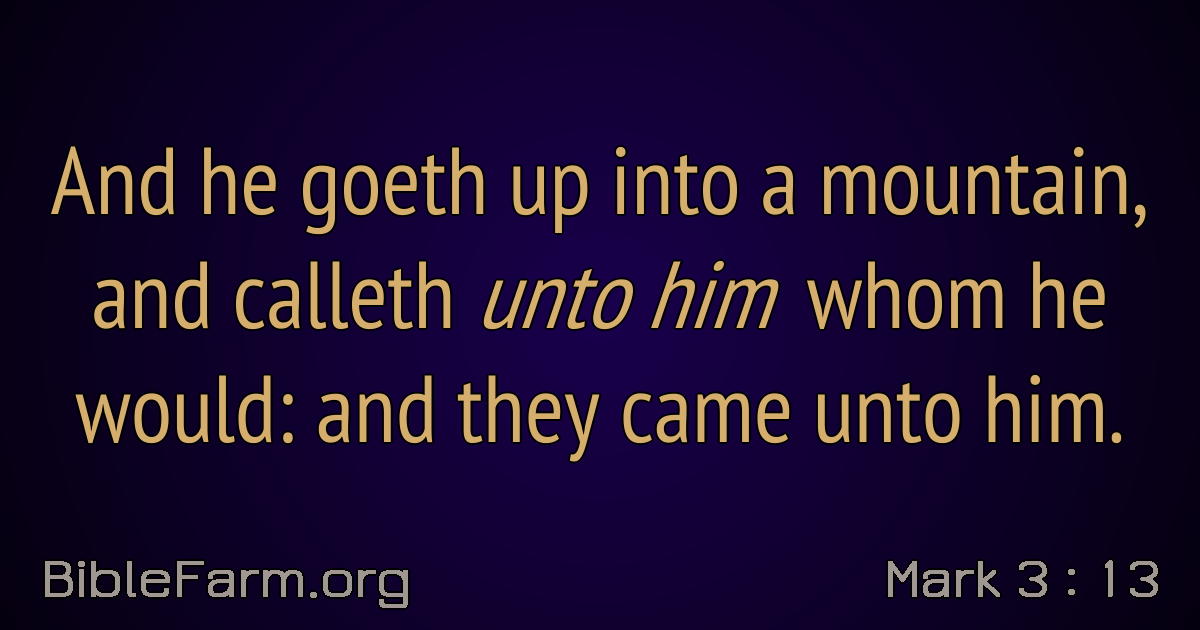 And he goeth up into a mountain,
and calleth unto him whom he
would: and they came unto him.
BibleFarm.org
Mark 3 : 13